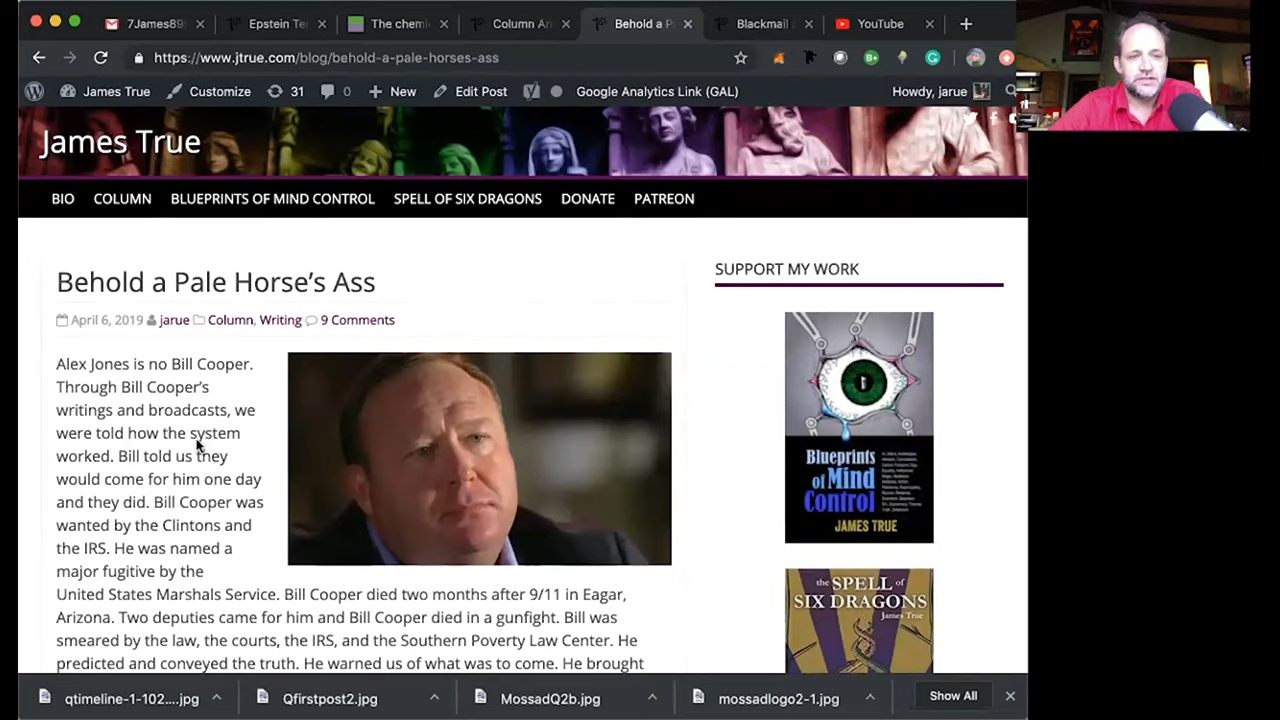 7James89
Epstein Te
The chemi
Column An
Behold a P
Blackmail
YouTube
https://www.jtrue.com/blog/behold-a-pale-horses-ass
James True
Customize
31
0
New
Edit Post
Google Analytics Link (GAL)
Howdy, jarue
James True
BIO
COLUMN
BLUEPRINTS OF MIND CONTROL
SPELL OF SIX DRAGONS
DONATE
PATREON
Behold a Pale Horse’s Ass
April 6, 2019 jarue Column, Writing 9 Comments
Alex Jones is no Bill Cooper.
Through Bill Cooper’s
writings and broadcasts, we
were told how the system
worked. Bill told us they
would come for him one day
and they did. Bill Cooper was
wanted by the Clintons and
the IRS. He was named a
major fugitive by the
United States Marshals Service. Bill Cooper died two months after 9/11 in Eagar,
Arizona. Two deputies came for him and Bill Cooper died in a gunfight. Bill was
smeared by the law, the courts, the IRS, and the Southern Poverty Law Center. He
predicted and conveyed the truth. He warned us of what was to come. He brought
SUPPORT MY WORK
Blueprints
of Mind
Control
JAMES TRUE
the SPELL of
SIX DRAGONS
James True
qtimeline-1-102....jpg
Qfirstpost2.jpg
MossadQ2b.jpg
mossadlogo2-1.jpg
Show All